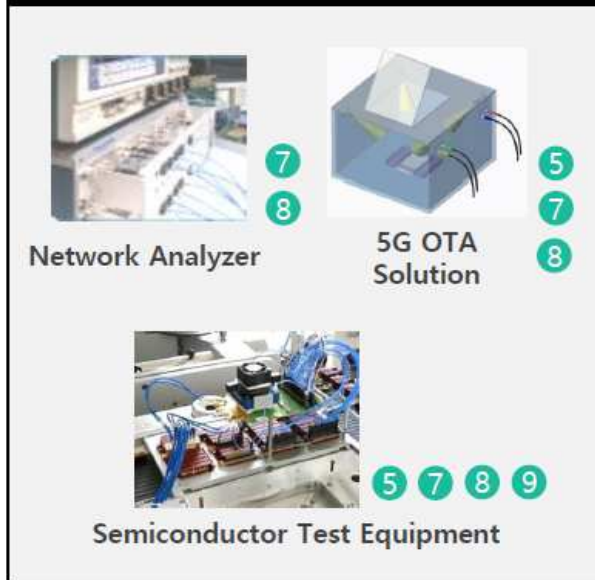 7
8
Network Analyzer
5
7
8
5G OTA
Solution
5 7 8 9
Semiconductor Test Equipment